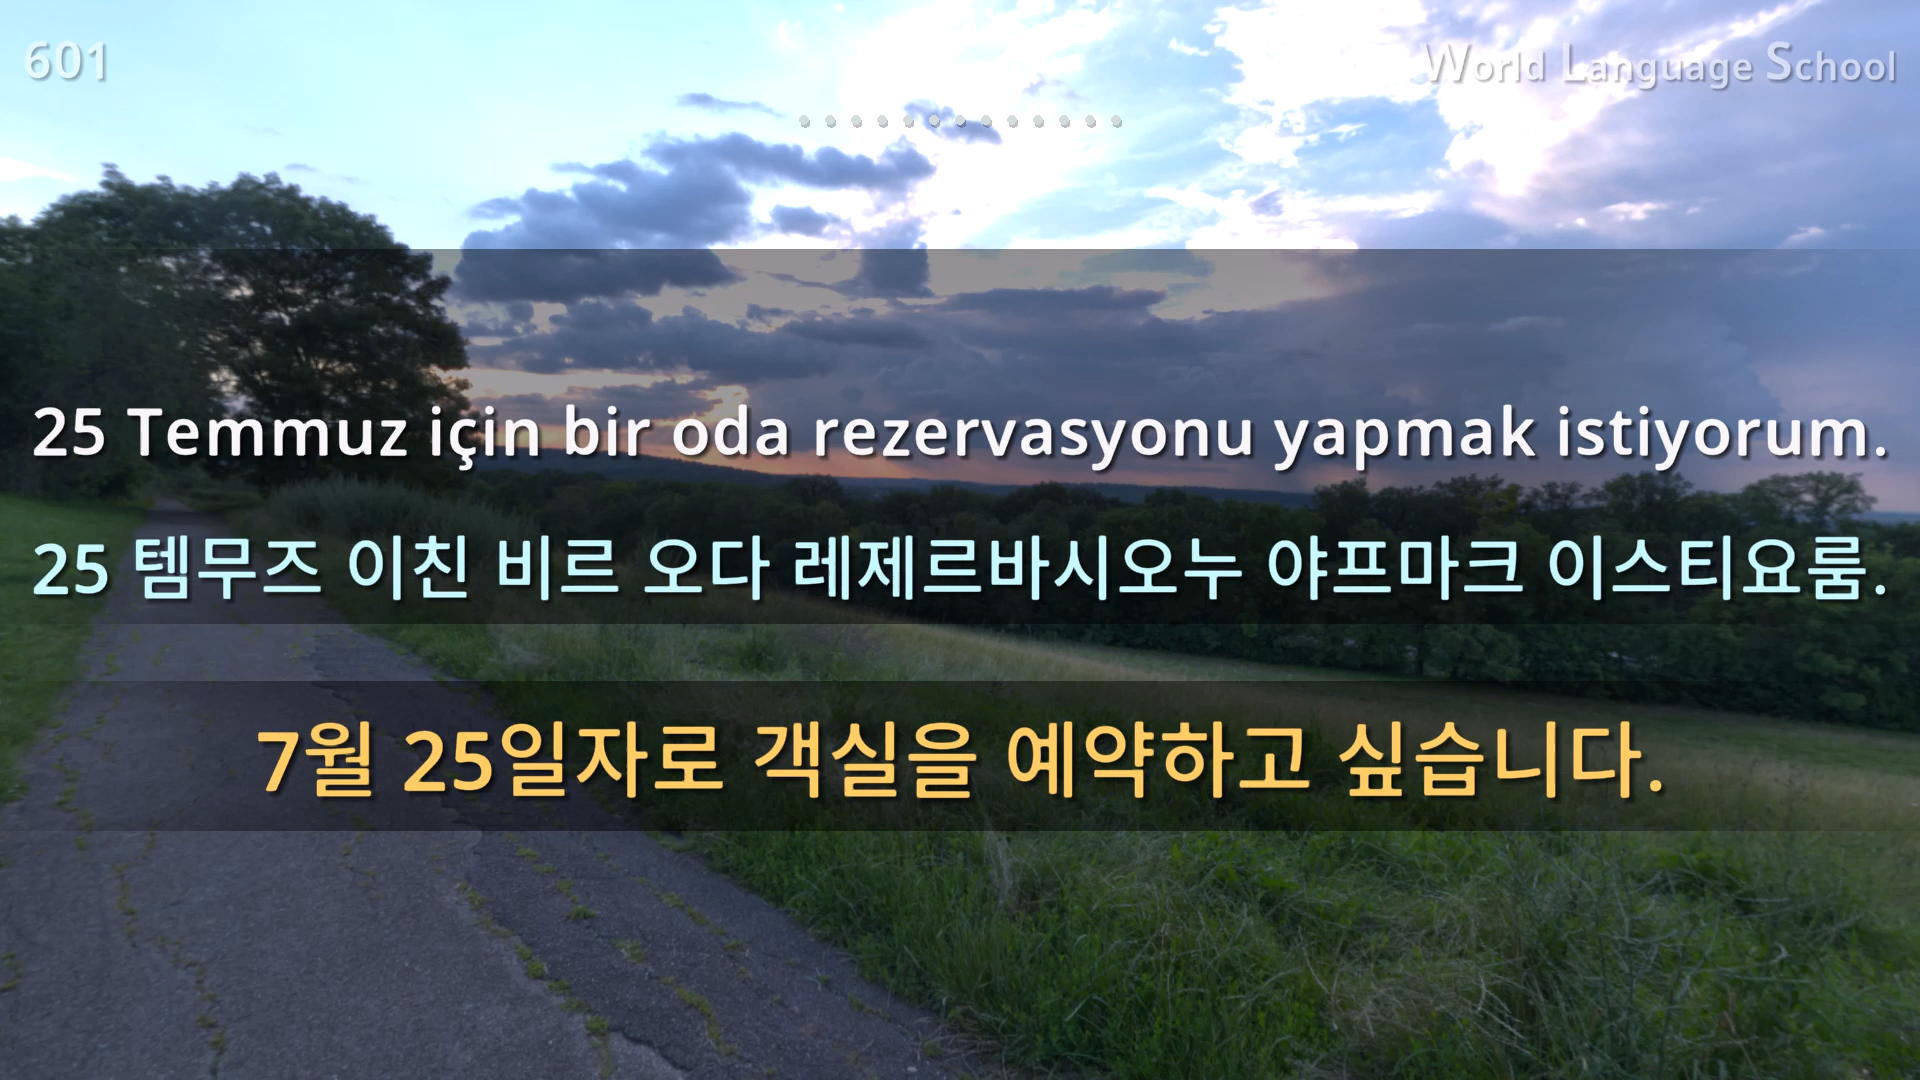 601
World Language School
25 Temmuz için bir oda rezervasyonu yapmak istiyorum.
25 템무즈 이친 비르 오다 레제르바시오누 야프마크 이스티요룸.
7월 25일자로 객실을 예약하고 싶습니다.